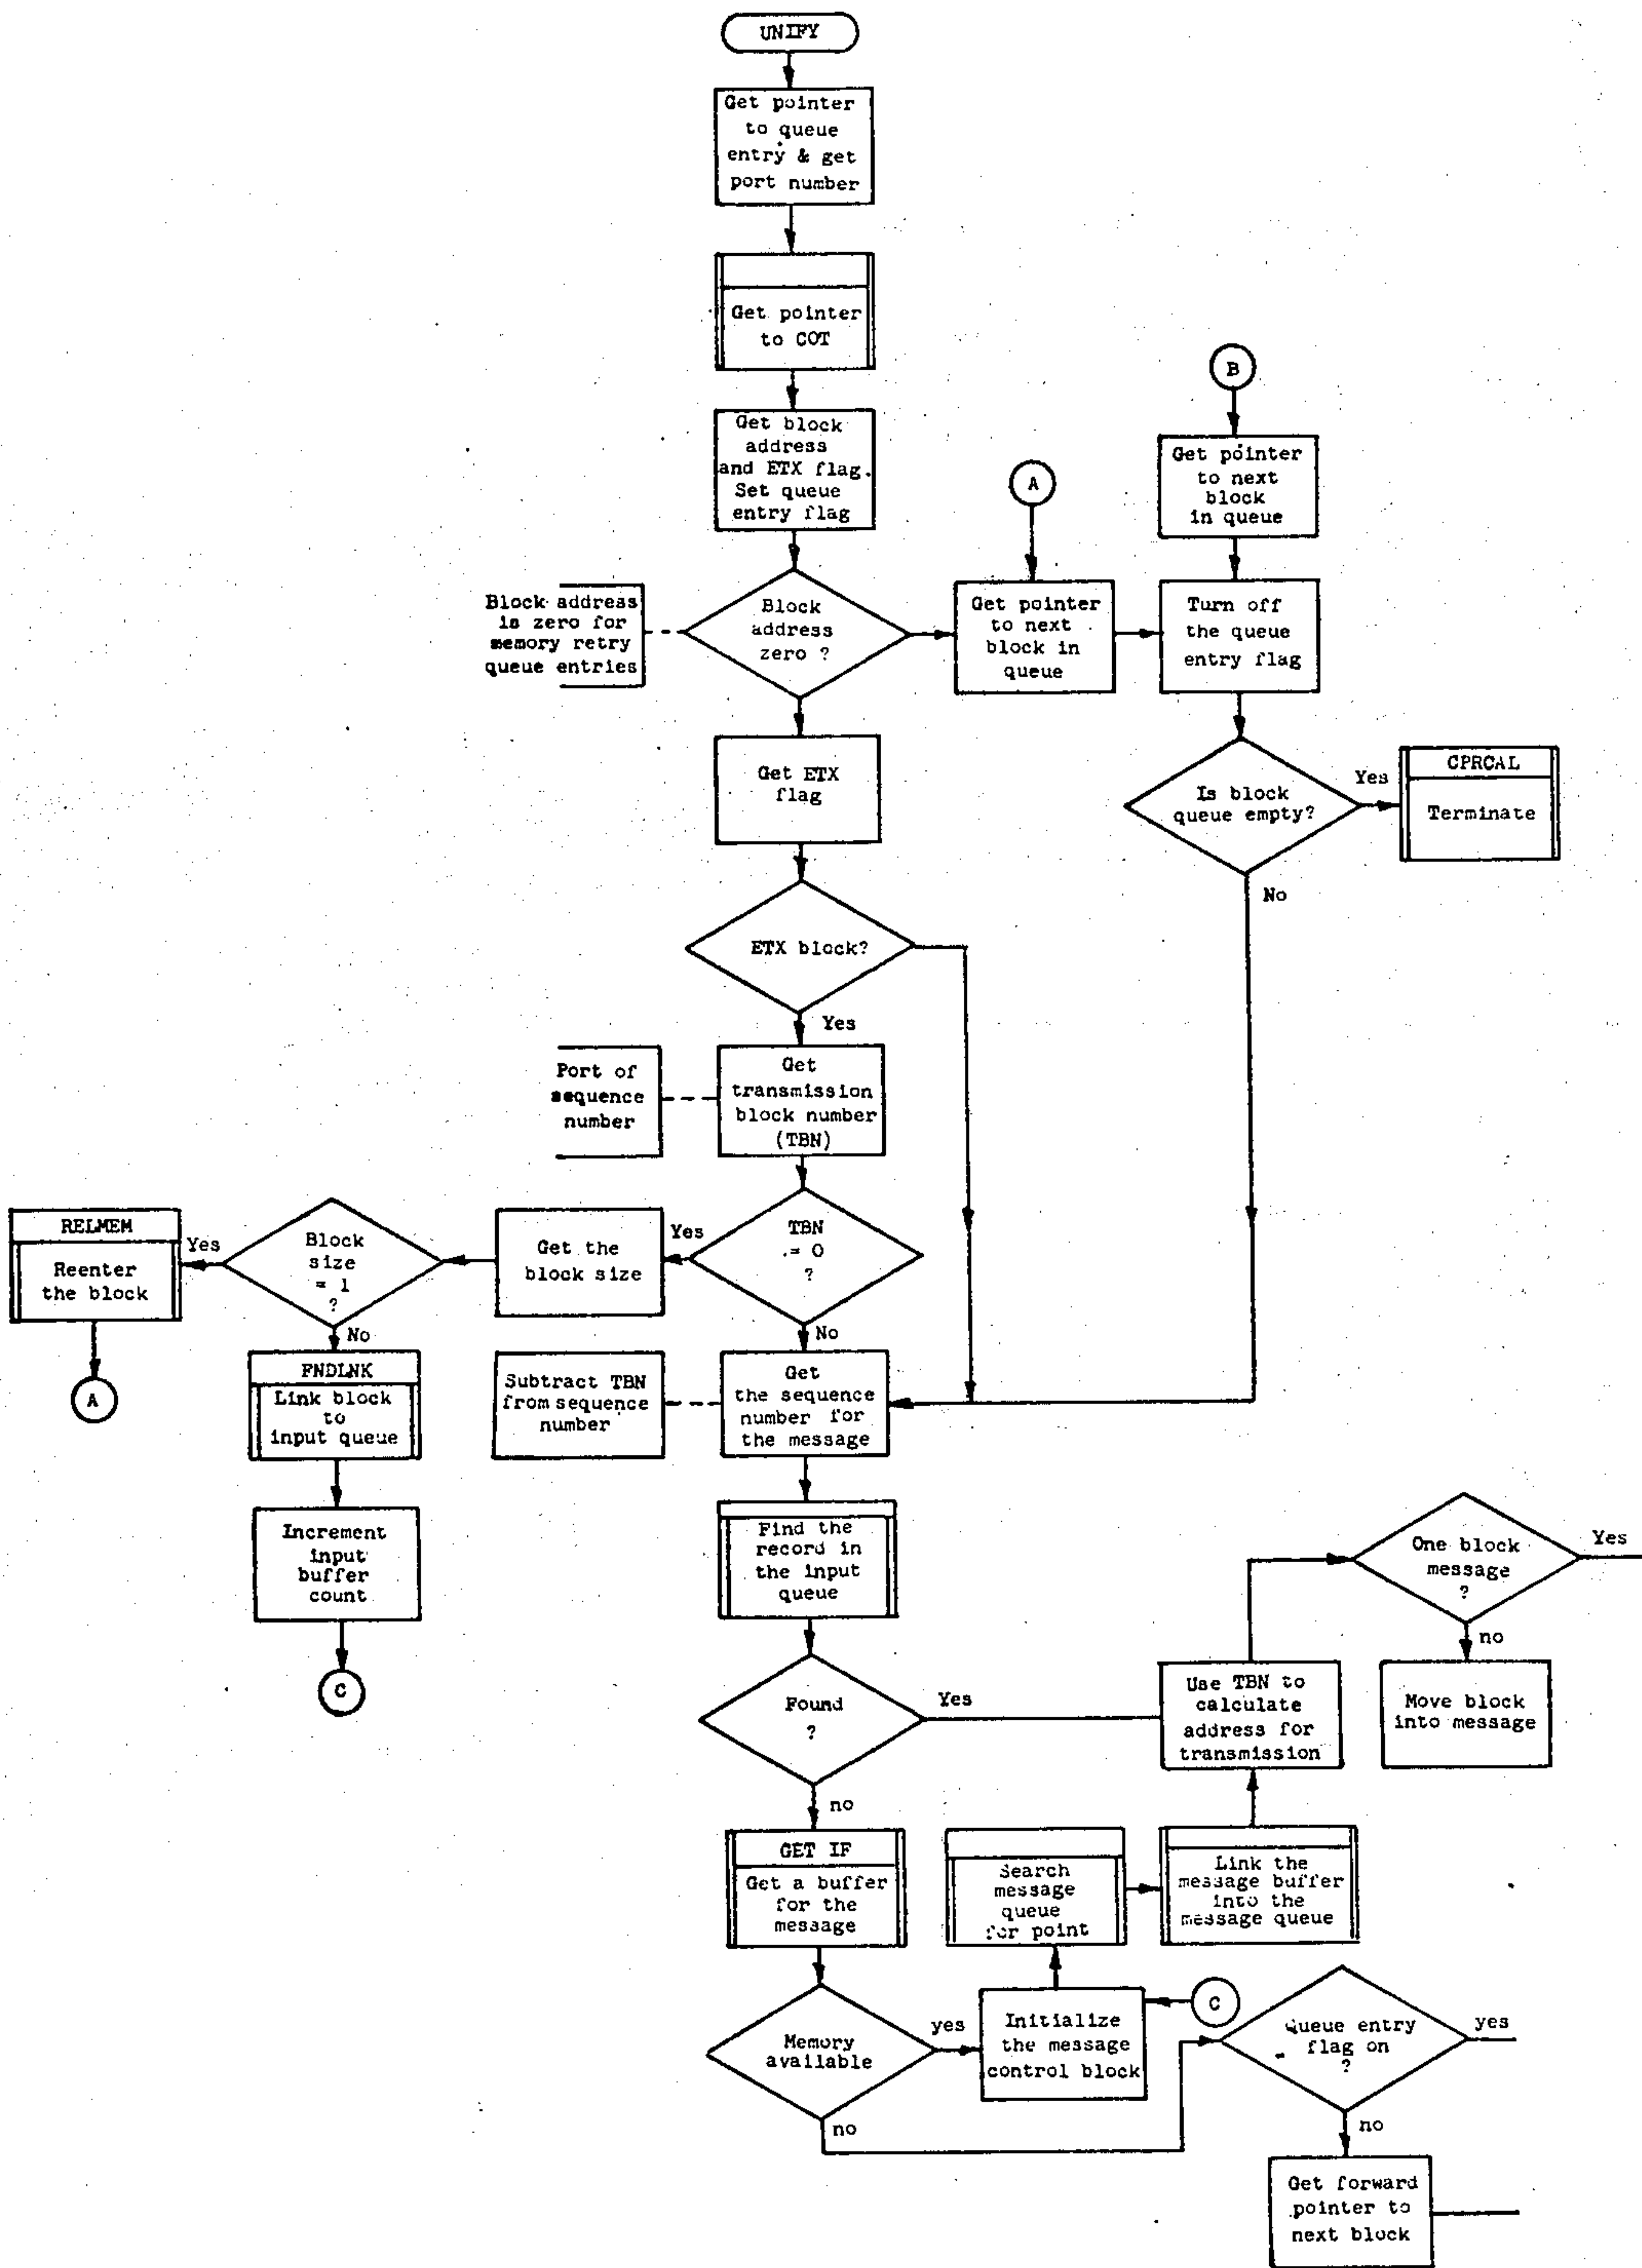 UNIFY
Get pointer
to queue
entry & get
port number
Get pointer
to COT
Get block
address
and ETX flag.
Set queue
entry flag
B
Get pointer
to next
block
in queue
A
Block address
is zero for
memory retry
queue entries
Block
address
zero ?
Get pointer
to next
block in
queue
Turn off
the queue
entry flag
Get ETX
flag
Is block
queue empty?
Yes
CPRCAL
Terminate
No
ETX block?
Yes
Port of
sequence
number
Get
transmission
block number
(TBN)
RELMEM
Reenter
the block
Yes
Block
size
= 1
?
Get the
block size
Yes
TBN
.= 0
?
No
No
A
FNDLNK
Link block
to
input queue
Subtract TBN
from sequence
number
Get
the sequence
number for
the message
Increment
input
buffer
count
C
Find the
record in
the input
queue
One block
message
?
Yes
no
Found
?
Yes
Use TBN to
calculate
address for
transmission
Move block
into message
no
GET IF
Get a buffer
for the
message
Search
message
queue
for point
Link the
message buffer
into the
message queue
Memory
available
yes
Initialize
the message
control block
C
Queue entry
flag on
?
yes
no
no
Get forward
pointer to
next block